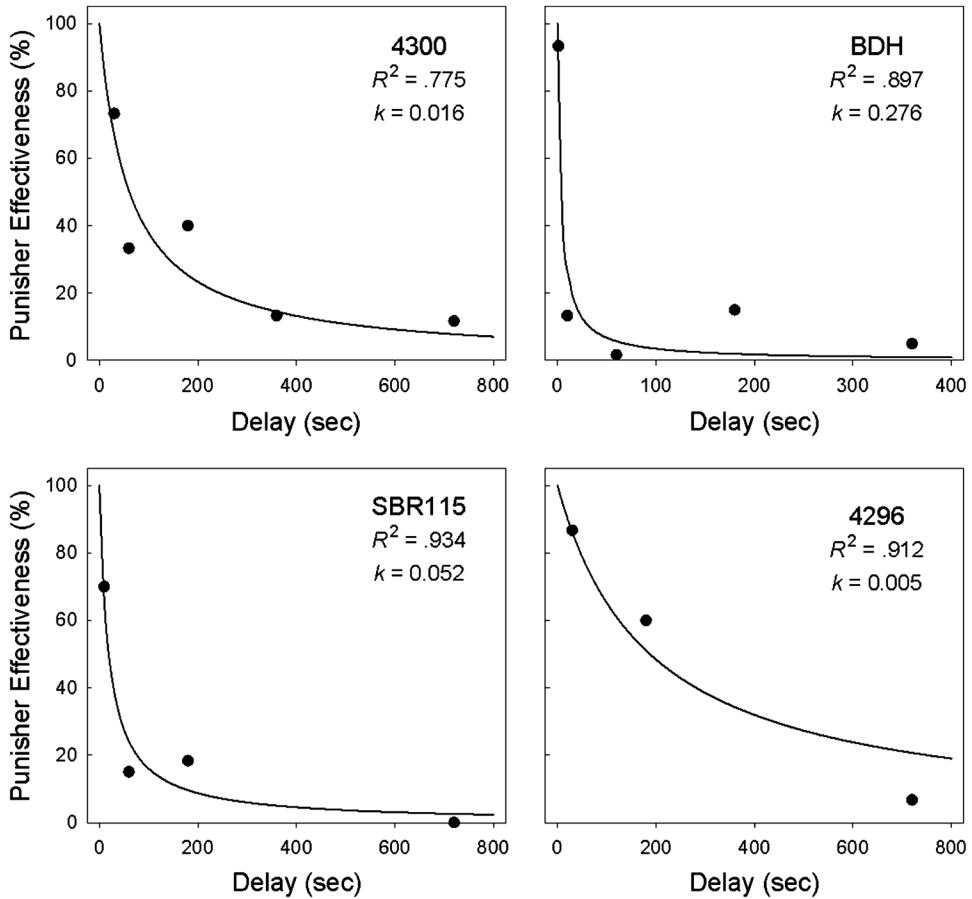 4300
R² = .775
k = 0.016
Punisher Effectiveness (%)
100
80
60
40
20
0
0 200 400 600 800
Delay (sec)
BDH
R² = .897
k = 0.276
0 100 200 300 400
Delay (sec)
SBR115
R² = .934
k = 0.052
Punisher Effectiveness (%)
100
80
60
40
20
0
0 200 400 600 800
Delay (sec)
4296
R² = .912
k = 0.005
0 200 400 600 800
Delay (sec)